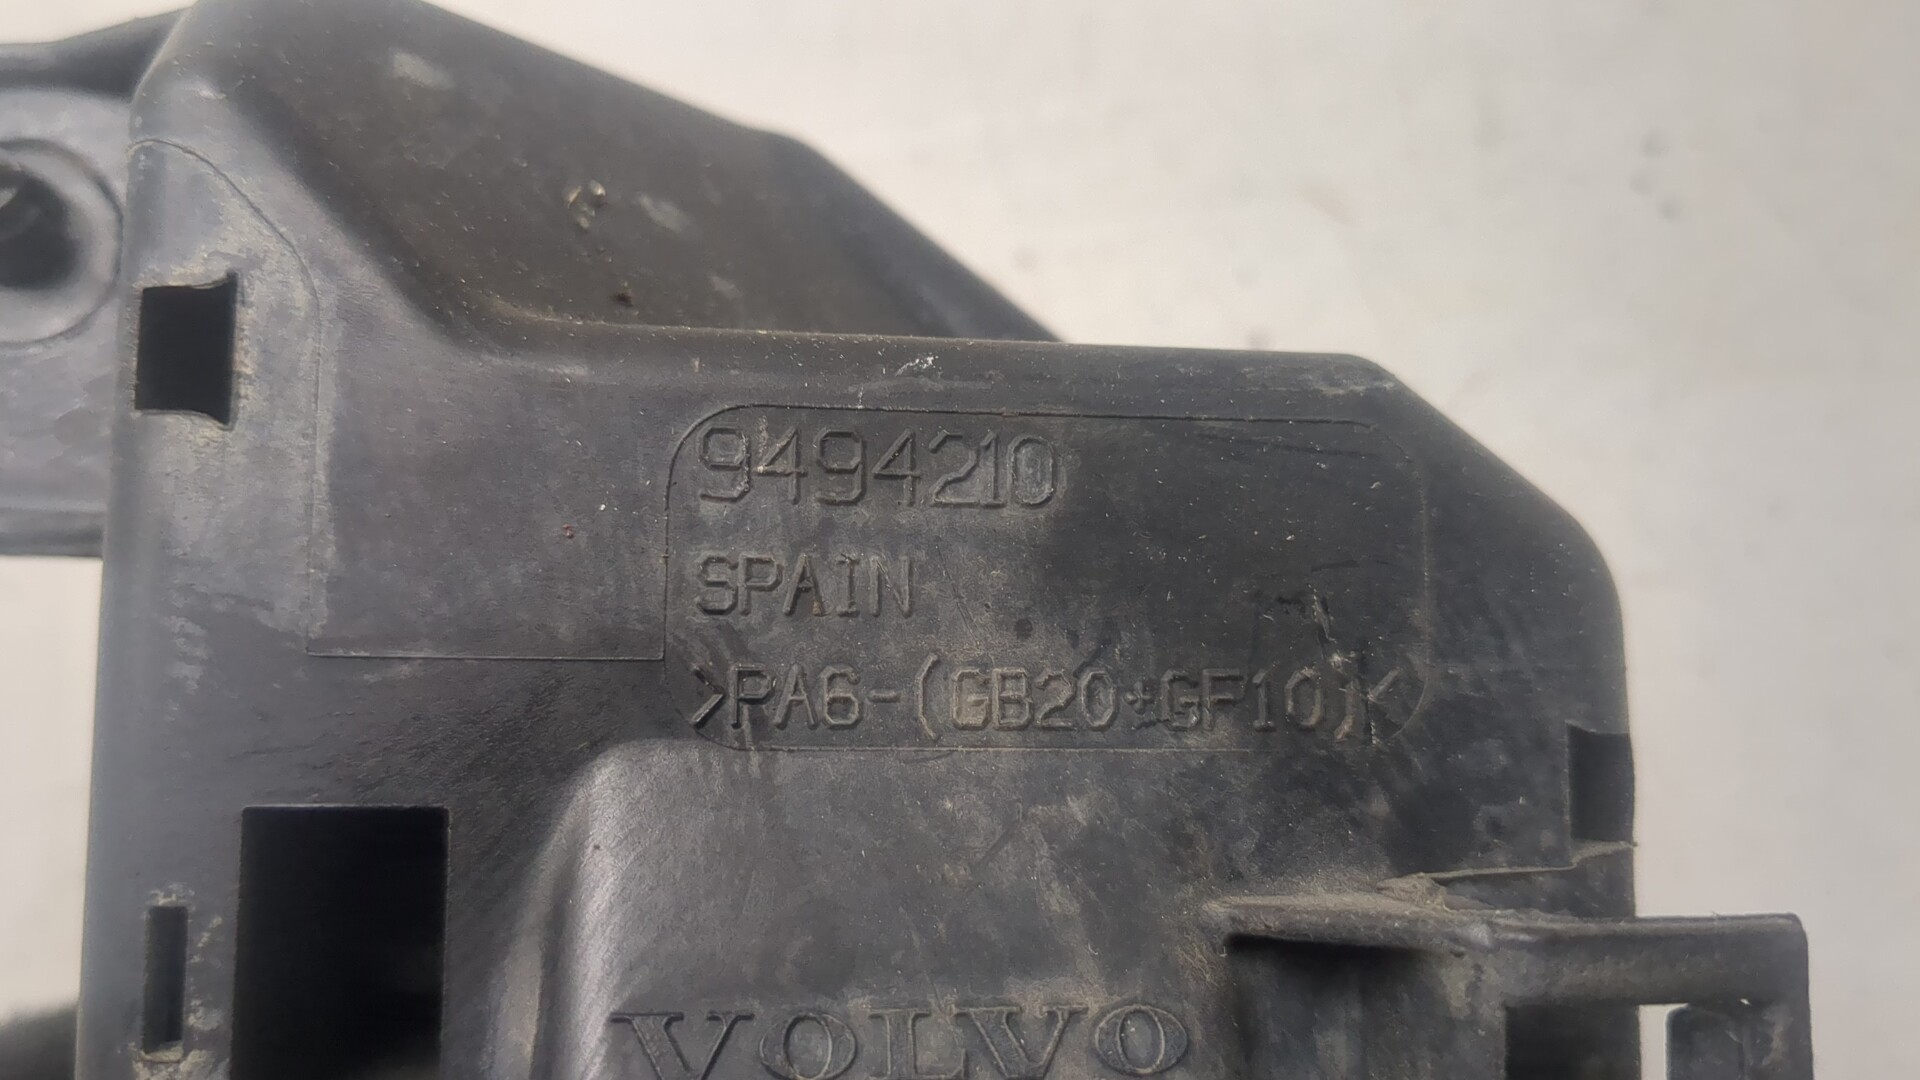 9494210
SPAIN
>PA6-(GB20+GF10)<
VOLVO